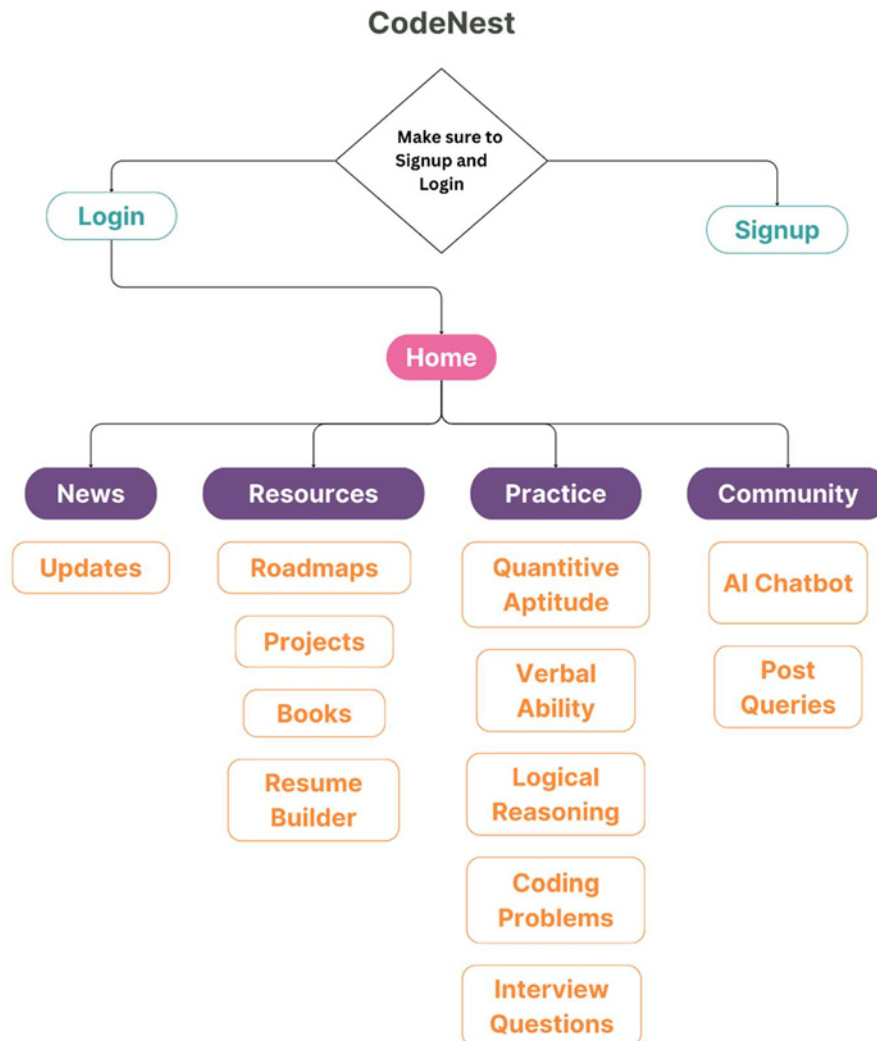 CodeNest
Make sure to
Signup and
Login
Login
Signup
Home
News
Resources
Practice
Community
Updates
Roadmaps
Projects
Books
Resume
Builder
Quantitive
Aptitude
Verbal
Ability
Logical
Reasoning
Coding
Problems
Interview
Questions
AI Chatbot
Post
Queries